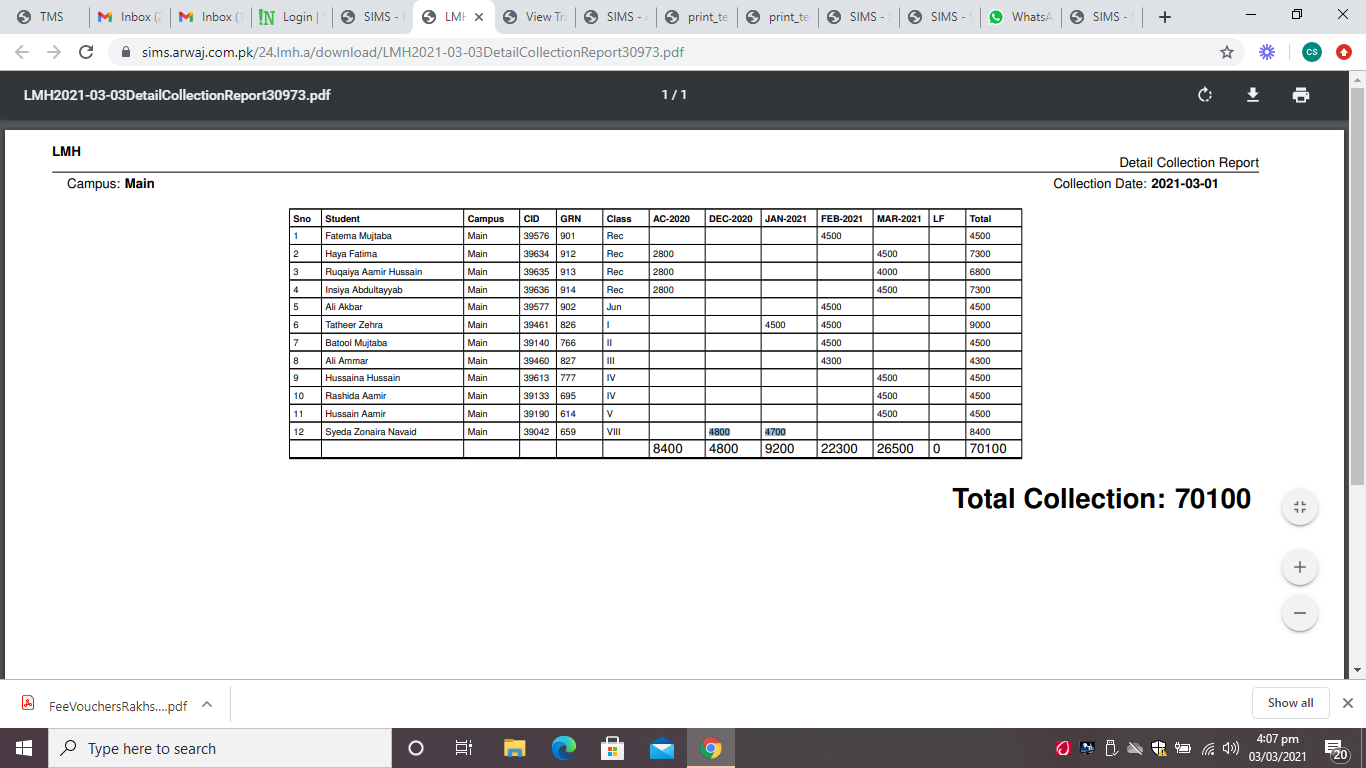 TMS Inbox (2 Inbox (1 Login | SIMS - LMH View Tra SIMS - print_te print_te SIMS - SIMS - WhatsA SIMS -
sims.arwaj.com.pk/24.lmh.a/download/LMH2021-03-03DetailCollectionReport30973.pdf CS
LMH2021-03-03DetailCollectionReport30973.pdf 1 / 1
LMH
Detail Collection Report
Campus: Main Collection Date: 2021-03-01
Sno Student Campus CID GRN Class AC-2020 DEC-2020 JAN-2021 FEB-2021 MAR-2021 LF Total
1 Fatema Mujtaba Main 39576 901 Rec 4500 4500
2 Haya Fatima Main 39634 912 Rec 2800 4500 7300
3 Ruqaiya Aamir Hussain Main 39635 913 Rec 2800 4000 6800
4 Insiya Abdultayyab Main 39636 914 Rec 2800 4500 7300
5 Ali Akbar Main 39577 902 Jun 4500 4500
6 Tatheer Zehra Main 39461 826 I 4500 4500 9000
7 Batool Mujtaba Main 39140 766 II 4500 4500
8 Ali Ammar Main 39460 827 III 4300 4300
9 Hussaina Hussain Main 39613 777 IV 4500 4500
10 Rashida Aamir Main 39133 695 IV 4500 4500
11 Hussain Aamir Main 39190 614 V 4500 4500
12 Syeda Zonaira Navaid Main 39042 659 VIII 4800 4700 8400
8400 4800 9200 22300 26500 0 70100
Total Collection: 70100
FeeVouchersRakhs....pdf Show all
Type here to search
4:07 pm
03/03/2021
20